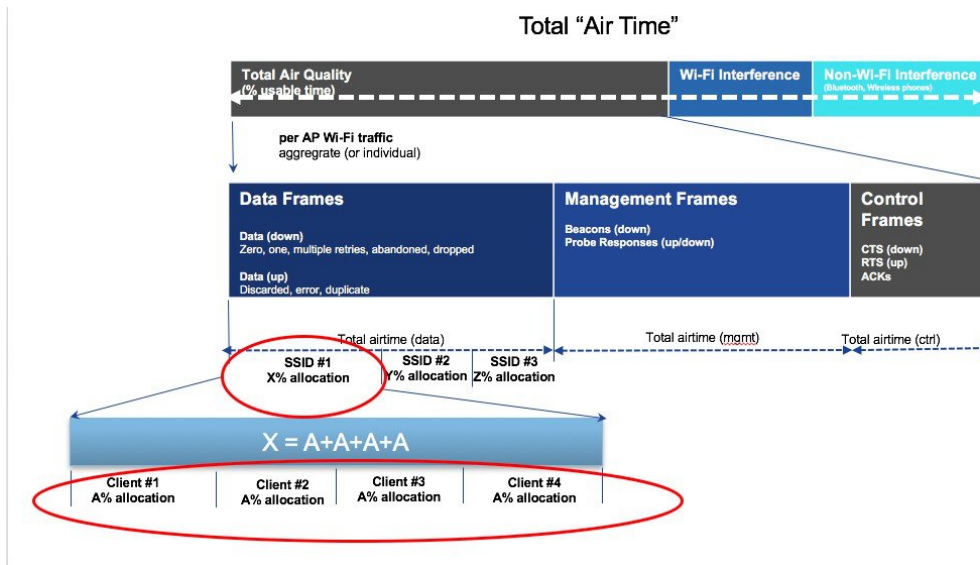 Total “Air Time”
Total Air Quality
(% usable time)
Wi-Fi Interference
Non-Wi-Fi Interference
(Bluetooth, Wireless phones)
per AP Wi-Fi traffic
aggregrate (or individual)
Data Frames
Data (down)
Zero, one, multiple retries, abandoned, dropped
Data (up)
Discarded, error, duplicate
Management Frames
Beacons (down)
Probe Responses (up/down)
Control
Frames
CTS (down)
RTS (up)
ACKs
Total airtime (data)
Total airtime (mgmt)
Total airtime (ctrl)
SSID #1
X% allocation
SSID #2
Y% allocation
SSID #3
Z% allocation
X = A+A+A+A
Client #1
A% allocation
Client #2
A% allocation
Client #3
A% allocation
Client #4
A% allocation